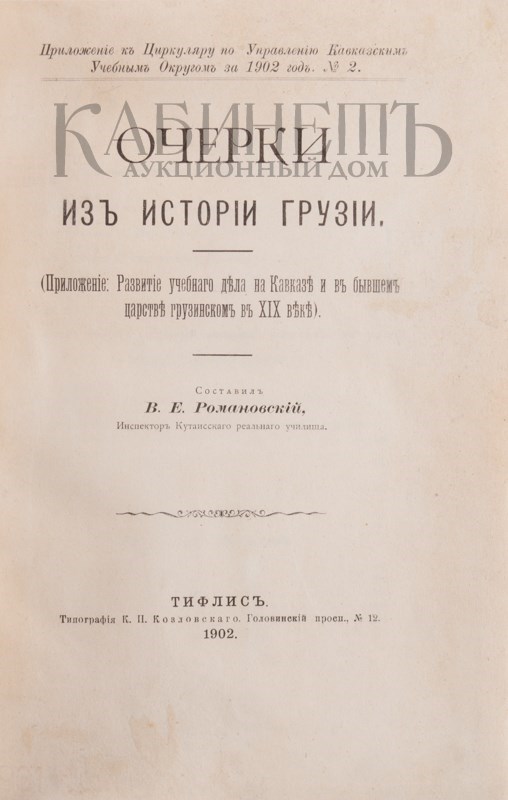 Приложеніе къ Циркуляру по Управленію Кавказскимъ
Учебнымъ Округомъ за 1902 годъ. № 2.
КАБИНЕТЪ
ОЧЕРКИ
АУКЦИОННЫЙ ДОМ
ИЗЪ ИСТОРІИ ГРУЗІИ.
(Приложеніе: Развитіе учебнаго дѣла на Кавказѣ и въ бывшемъ
царствѣ грузинскомъ въ XIX вѣкѣ).
Составилъ
В. Е. Романовскій,
Инспекторъ Кутаисскаго реальнаго училища.
ТИФЛИСЪ.
Типографія К. П. Козловскаго. Головинскій просп., № 12.
1902.